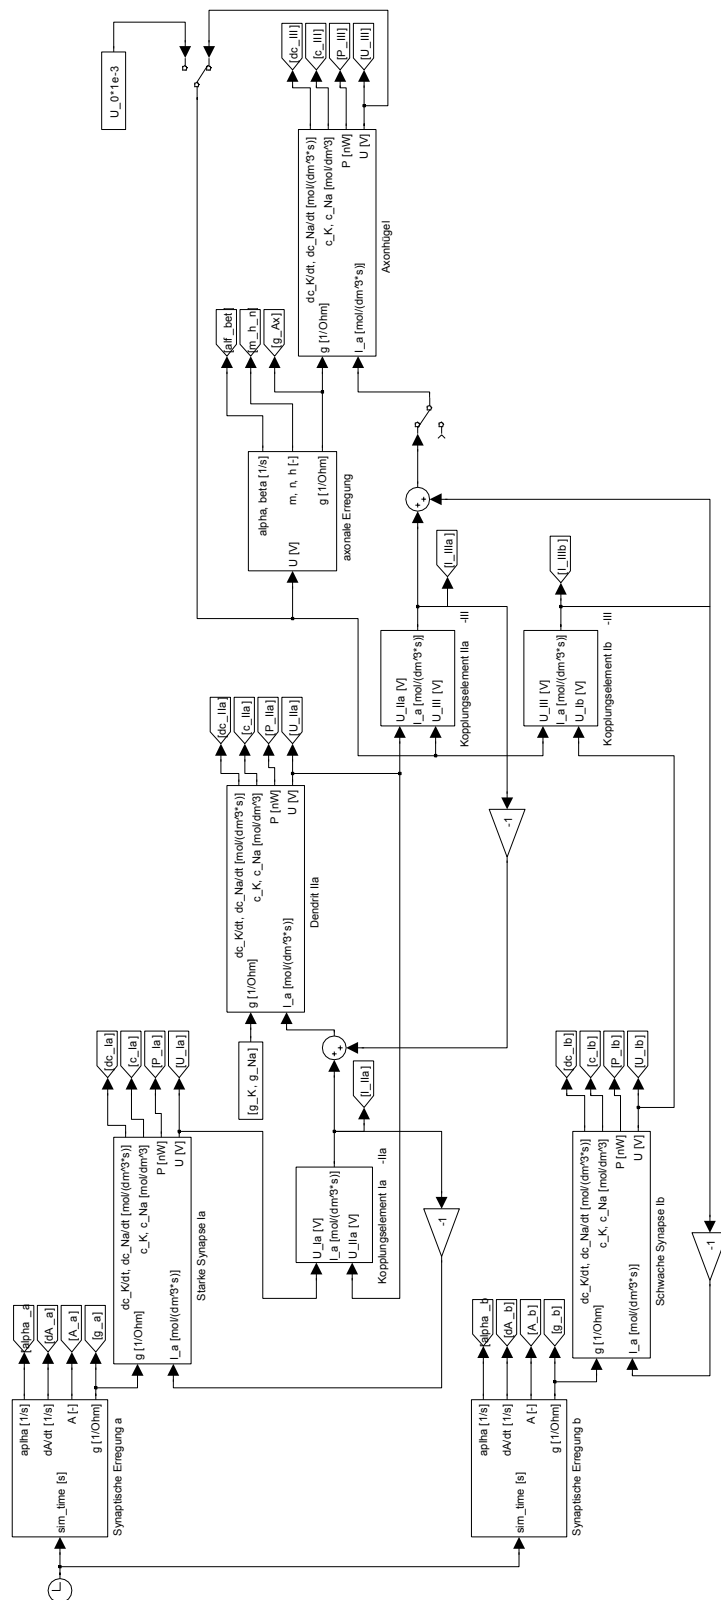 U_0*1e-3
[dc_III]
[c_III]
[P_III]
[U_III]
dc_K/dt, dc_Na/dt [mol/(dm^3*s)]
c_K, c_Na [mol/dm^3]
P [nW]
U [V]
g [1/Ohm]
I_a [mol/(dm^3*s)]
Axonhügel
[alf_bet]
[m_h_n]
[g_Ax]
alpha, beta [1/s]
m, n, h [-]
g [1/Ohm]
U [V]
axonale Erregung
[I_IIIa]
[I_IIIb]
U_IIa [V]
I_a [mol/(dm^3*s)]
U_III [V]
Kopplungselement IIa
-III
U_III [V]
I_a [mol/(dm^3*s)]
U_Ib [V]
Kopplungselement Ib
-III
[dc_IIa]
[c_IIa]
[P_IIa]
[U_IIa]
dc_K/dt, dc_Na/dt [mol/(dm^3*s)]
c_K, c_Na [mol/dm^3]
P [nW]
U [V]
g [1/Ohm]
I_a [mol/(dm^3*s)]
Dendrit IIa
[g_K, g_Na]
-1
[dc_Ia]
[c_Ia]
[P_Ia]
[U_Ia]
dc_K/dt, dc_Na/dt [mol/(dm^3*s)]
c_K, c_Na [mol/dm^3]
P [nW]
U [V]
g [1/Ohm]
I_a [mol/(dm^3*s)]
Starke Synapse Ia
[I_IIa]
U_Ia [V]
I_a [mol/(dm^3*s)]
U_IIa [V]
Kopplungselement Ia
-IIa
-1
[dc_Ib]
[c_Ib]
[P_Ib]
[U_Ib]
dc_K/dt, dc_Na/dt [mol/(dm^3*s)]
c_K, c_Na [mol/dm^3]
P [nW]
U [V]
g [1/Ohm]
I_a [mol/(dm^3*s)]
Schwache Synapse Ib
-1
[alpha_a
[dA_a]
[A_a]
[g_a]
aplha [1/s]
dA/dt [1/s]
A [-]
g [1/Ohm]
sim_time [s]
Synaptische Erregung a
[alpha_b
[dA_b]
[A_b]
[g_b]
aplha [1/s]
dA/dt [1/s]
A [-]
g [1/Ohm]
sim_time [s]
Synaptische Erregung b